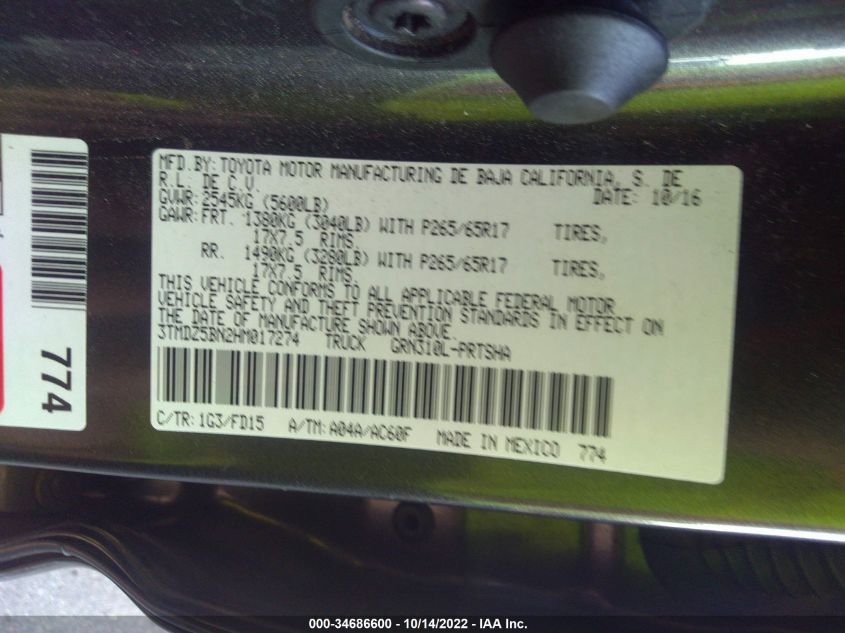 MFD.BY: TOYOTA MOTOR MANUFACTURING DE BAJA CALIFORNIA, S. DE
R.L. DE C.V. DATE: 10/16
GVWR: 2545KG (5600LB)
GAWR: FRT. 1380KG (3040LB) WITH P265/65R17 TIRES,
17X7.5 RIMS,
RR. 1490KG (3280LB) WITH P265/65R17 TIRES,
17X7.5 RIMS
THIS VEHICLE CONFORMS TO ALL APPLICABLE FEDERAL MOTOR
VEHICLE SAFETY AND THEFT PREVENTION STANDARDS IN EFFECT ON
THE DATE OF MANUFACTURE SHOWN ABOVE.
3TMDZ5BN2HM017274 TRUCK GRN310L-PRTSHA
C/TR: 1G3/FD15 A/TM: A04A/AC60F MADE IN MEXICO 774
774
000-34686600 - 10/14/2022 - IAA Inc.